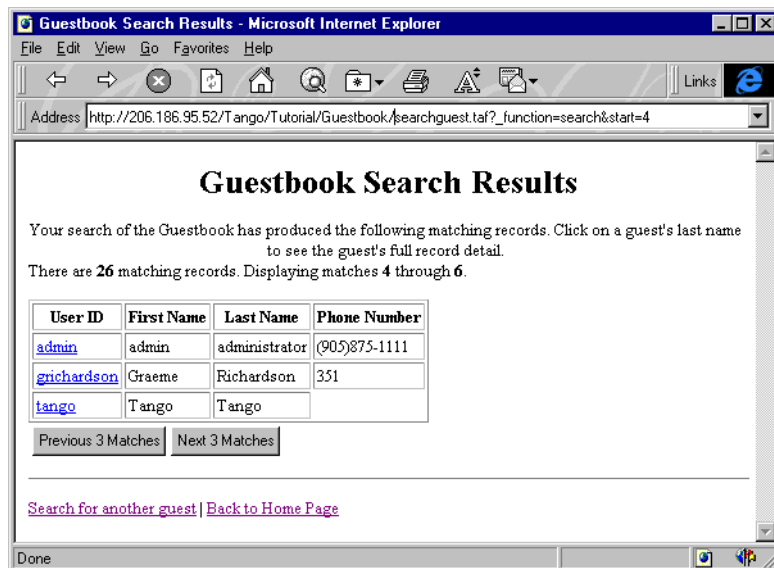 Guestbook Search Results - Microsoft Internet Explorer
File Edit View Go Favorites Help
Links
Address http://206.186.95.52/Tango/Tutorial/Guestbook/searchguest.taf?_function=search&start=4
Guestbook Search Results
Your search of the Guestbook has produced the following matching records. Click on a guest's last name
to see the guest's full record detail.
There are 26 matching records. Displaying matches 4 through 6.
User ID First Name Last Name Phone Number
admin admin administrator (905)875-1111
grichardson Graeme Richardson 351
tango Tango Tango
Previous 3 Matches Next 3 Matches
Search for another guest | Back to Home Page
Done